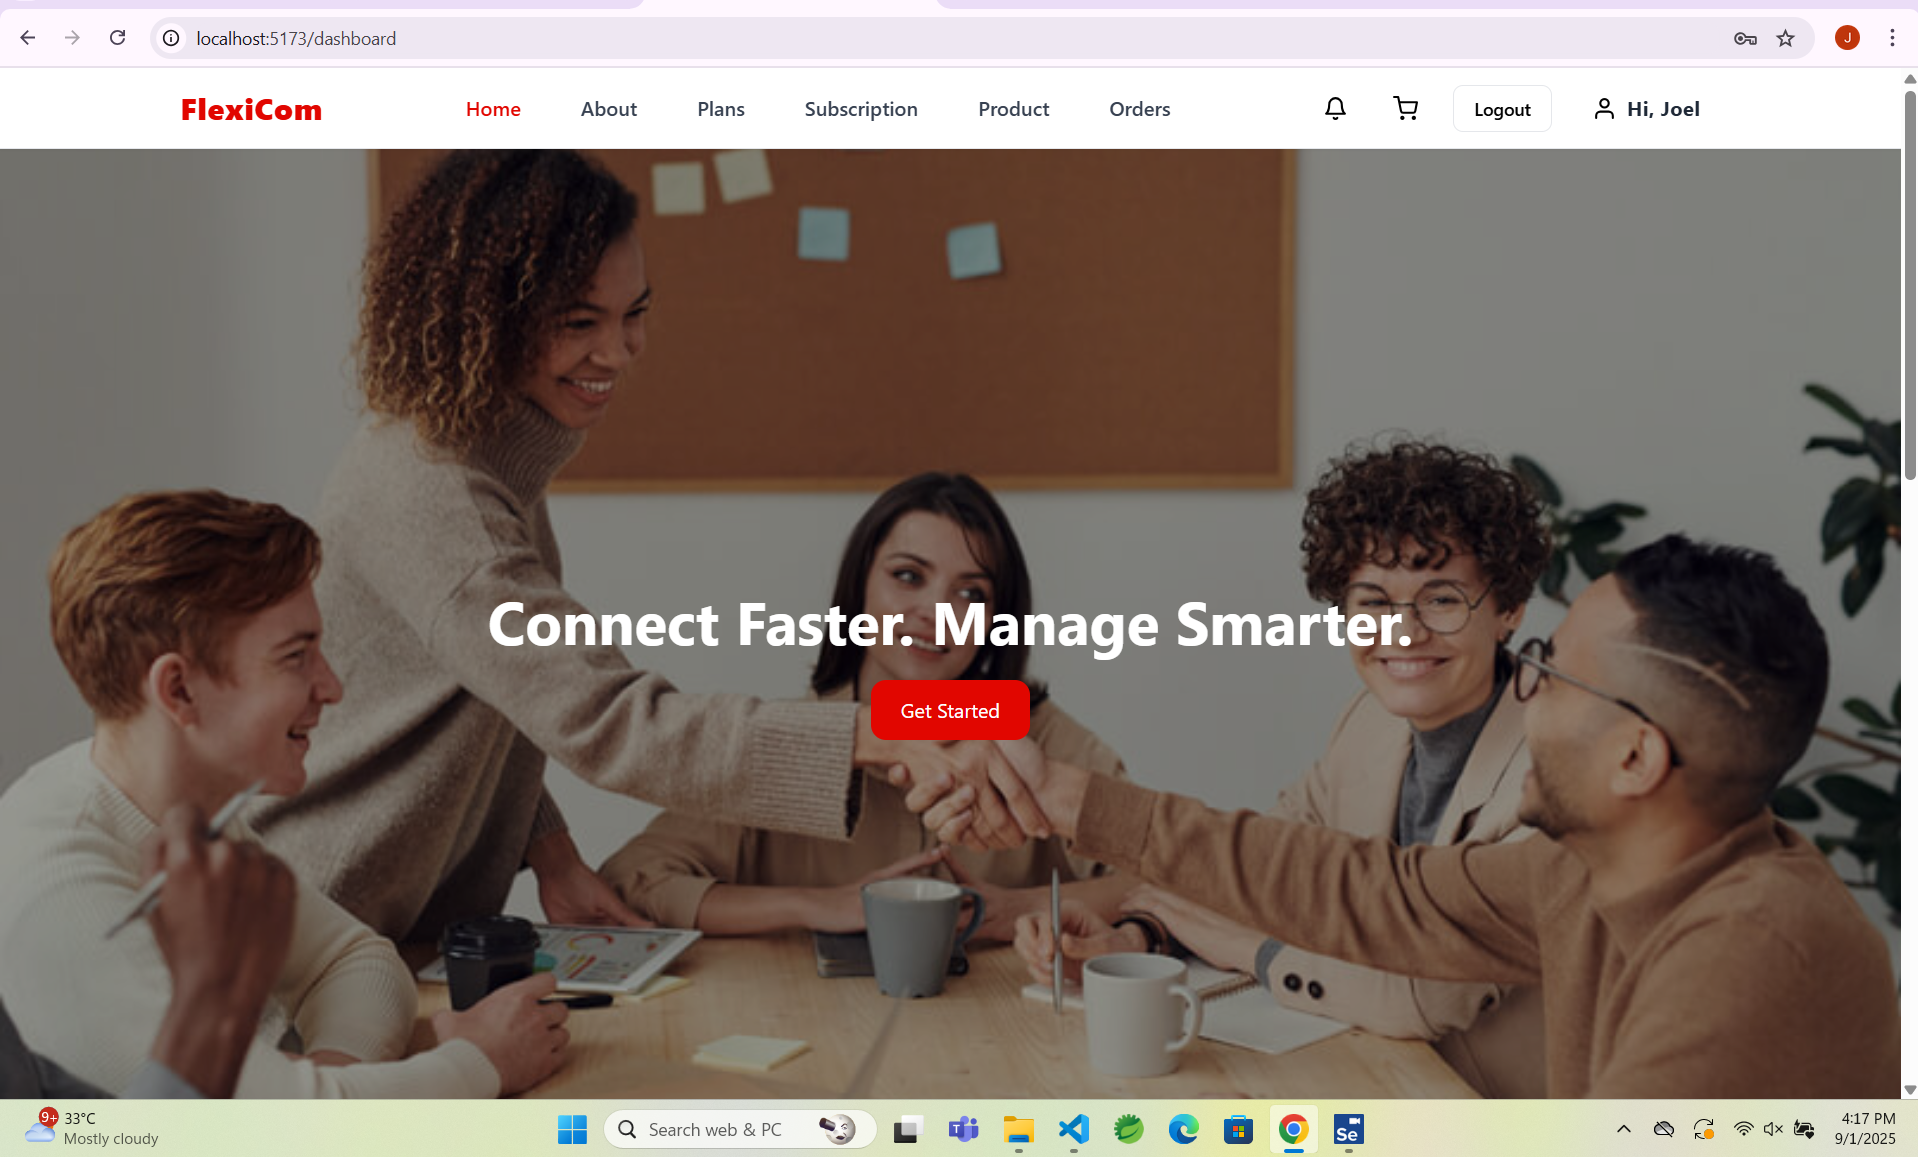 localhost:5173/dashboard
J
FlexiCom
Home
About
Plans
Subscription
Product
Orders
Logout
Hi, Joel
Connect Faster. Manage Smarter.
Get Started
9+
33°C
Mostly cloudy
Search web & PC
T
Se
4:17 PM
9/1/2025